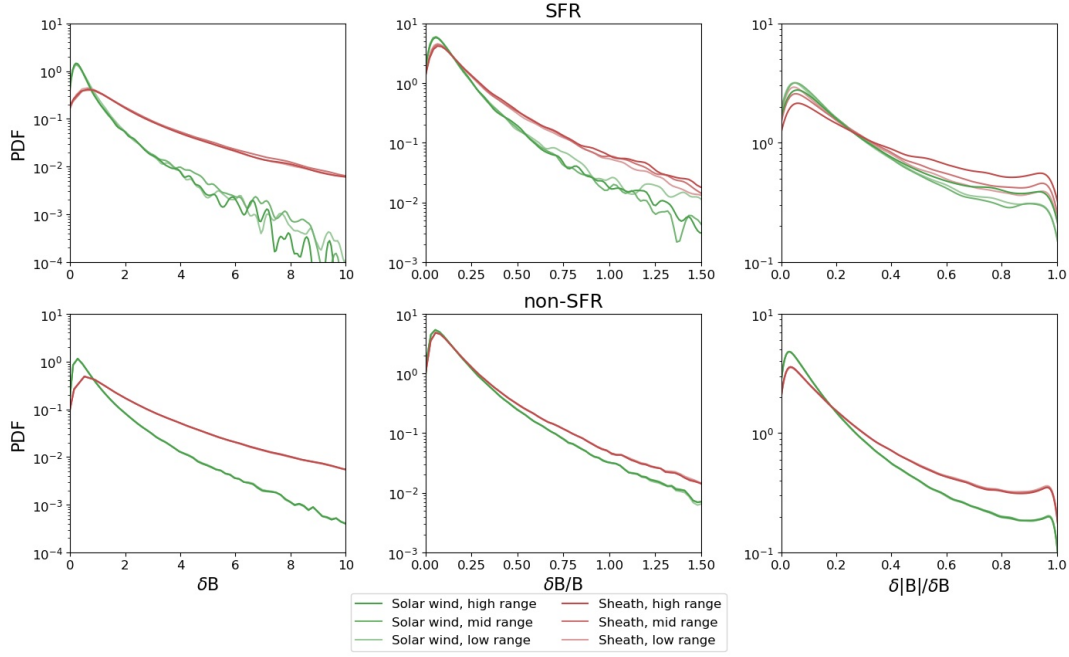 SFR
10¹
10⁰
10⁻¹
10⁻²
10⁻³
10⁻⁴
PDF
0 2 4 6 8 10
10¹
10⁰
10⁻¹
10⁻²
10⁻³
0.00 0.25 0.50 0.75 1.00 1.25 1.50
10¹
10⁰
10⁻¹
0.0 0.2 0.4 0.6 0.8 1.0
non-SFR
10¹
10⁰
10⁻¹
10⁻²
10⁻³
10⁻⁴
PDF
0 2 4 6 8 10
δB
10¹
10⁰
10⁻¹
10⁻²
10⁻³
0.00 0.25 0.50 0.75 1.00 1.25 1.50
δB/B
10¹
10⁰
10⁻¹
0.0 0.2 0.4 0.6 0.8 1.0
δ|B|/δB
Solar wind, high range
Solar wind, mid range
Solar wind, low range
Sheath, high range
Sheath, mid range
Sheath, low range